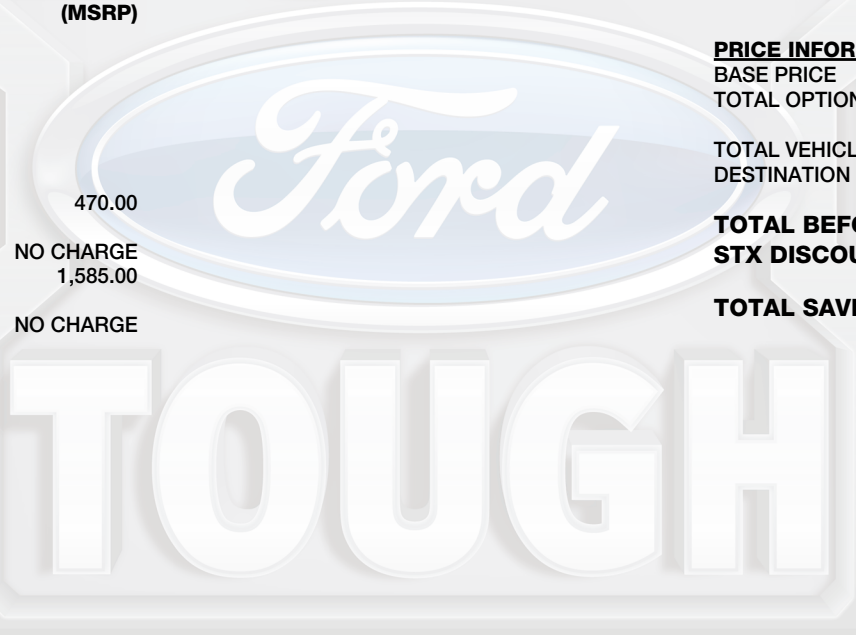 (MSRP)
470.00
NO CHARGE
1,585.00
NO CHARGE
PRICE INFOR
BASE PRICE
TOTAL OPTION
TOTAL VEHICL
DESTINATION
TOTAL BEFO
STX DISCOU
TOTAL SAVI
Ford
TOUGH